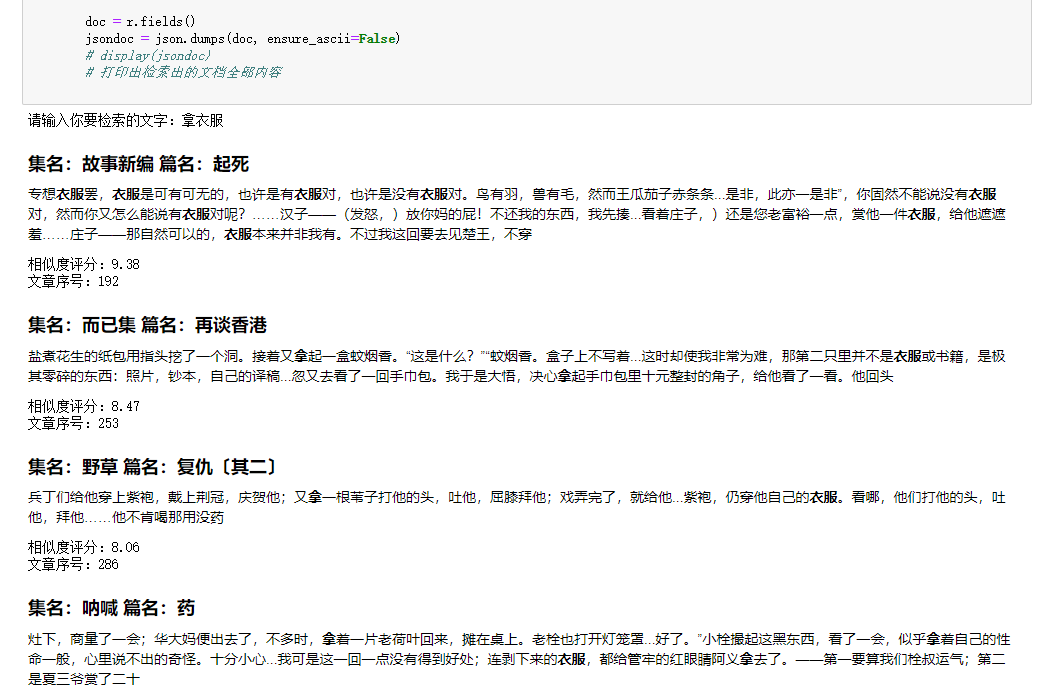 doc = r.fields()
jsondoc = json.dumps(doc, ensure_ascii=False)
# display(jsondoc)
# 打印出检索出的文档全部内容
请输入你要检索的文字：拿衣服
集名：故事新编 篇名：起死
专想衣服罢，衣服是可有可无的，也许是有衣服对，也许是没有衣服对。鸟有羽，兽有毛，然而王瓜茄子赤条条...是非，此亦一是非”，你固然不能说没有衣服
对，然而你又怎么能说有衣服对呢？……汉子——（发怒，）放你妈的屁！不还我的东西，我先揍...看着庄子，）还是您老富裕一点，赏他一件衣服，给他遮遮
羞……庄子——那自然可以的，衣服本来并非我有。不过我这回要去见楚王，不穿
相似度评分：9.38
文章序号：192
集名：而已集 篇名：再谈香港
盐煮花生的纸包用指头挖了一个洞。接着又拿起一盒蚊烟香。“这是什么？”“蚊烟香。盒子上不写着...这时却使我非常为难，那第二只里并不是衣服或书籍，是极
其零碎的东西：照片，钞本，自己的译稿...忽又去看了一回手巾包。我于是大悟，决心拿起手巾包里十元整封的角子，给他看了一看。他回头
相似度评分：8.47
文章序号：253
集名：野草 篇名：复仇〔其二〕
兵丁们给他穿上紫袍，戴上荆冠，庆贺他；又拿一根苇子打他的头，吐他，屈膝拜他；戏弄完了，就给他...紫袍，仍穿他自己的衣服。看哪，他们打他的头，吐
他，拜他……他不肯喝那用没药
相似度评分：8.06
文章序号：286
集名：呐喊 篇名：药
灶下，商量了一会；华大妈便出去了，不多时，拿着一片老荷叶回来，摊在桌上。老栓也打开灯笼罩...好了。”小栓撮起这黑东西，看了一会，似乎拿着自己的性
命一般，心里说不出的奇怪。十分小心...我可是这一回一点没有得到好处；连剥下来的衣服，都给管牢的红眼睛阿义拿去了。——第一要算我们栓叔运气；第二
是夏三爷赏了二十